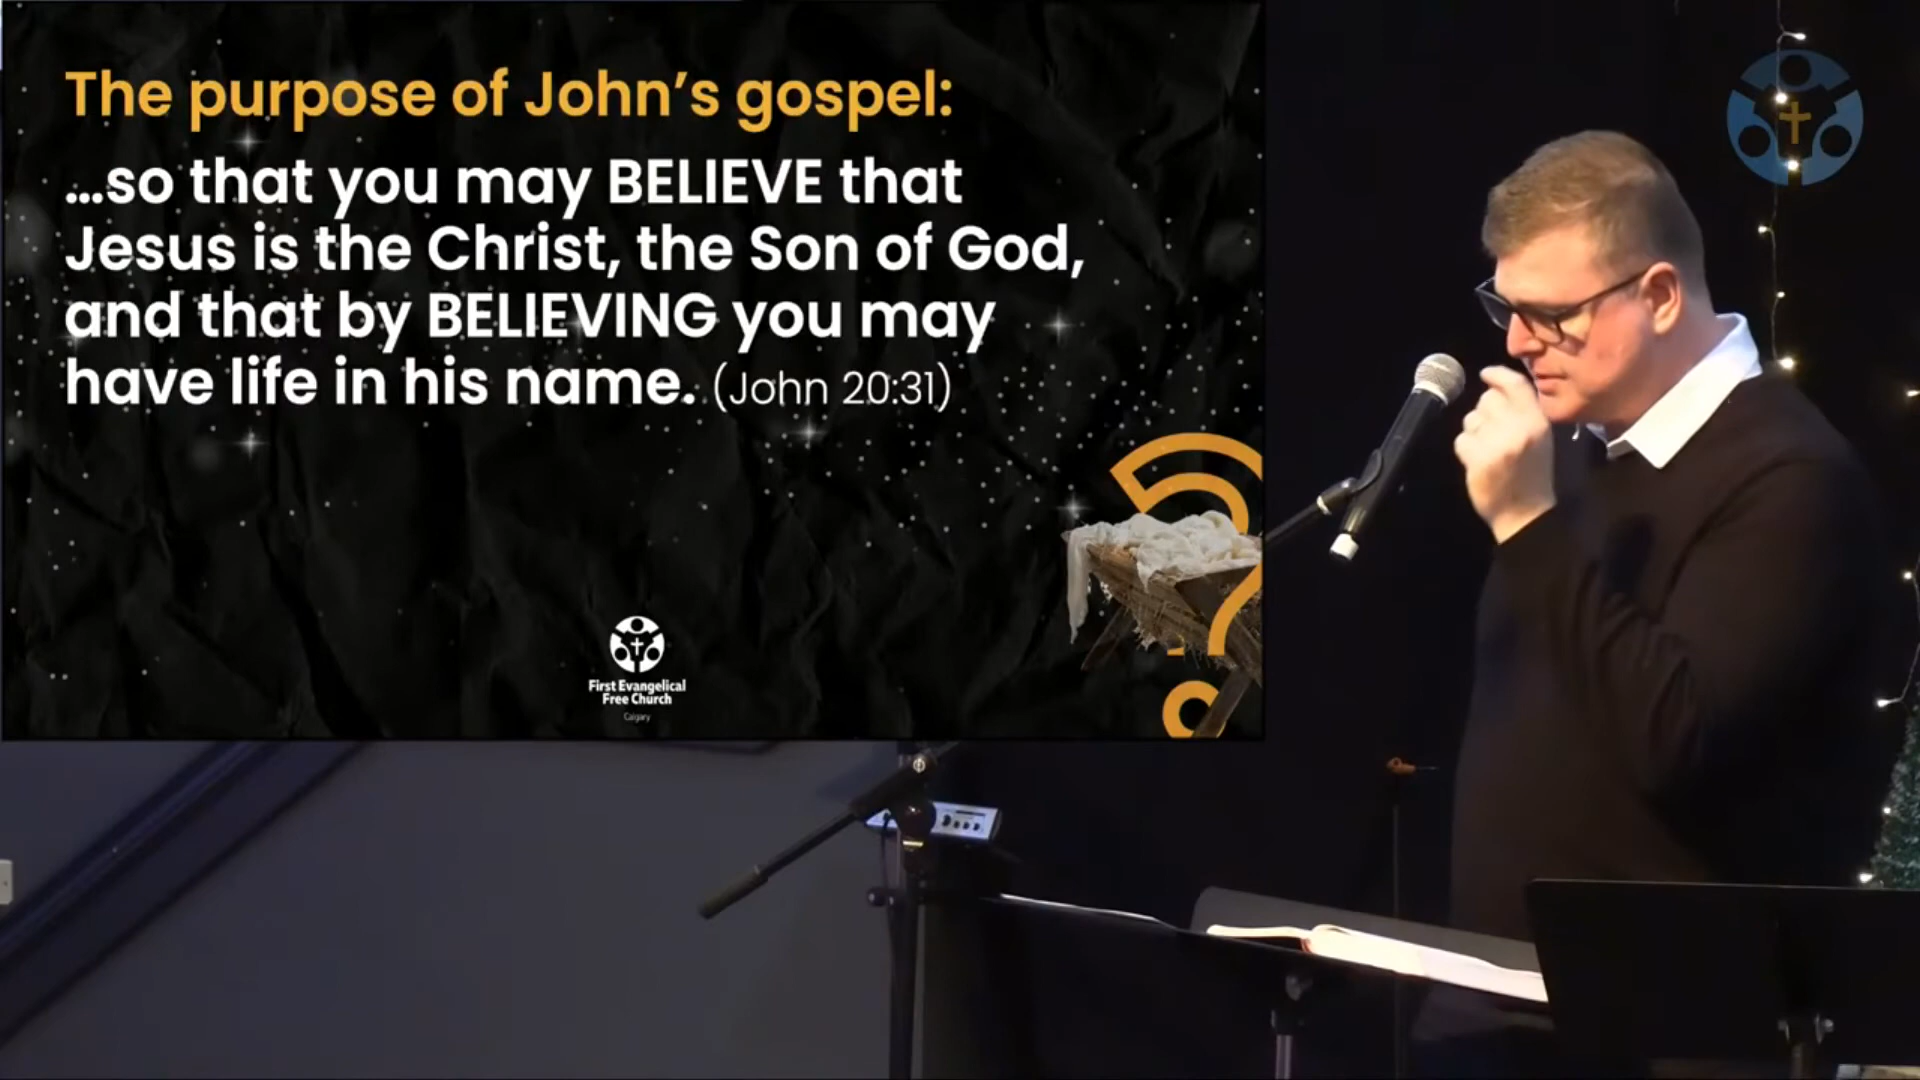 The purpose of John’s gospel:
...so that you may BELIEVE that
Jesus is the Christ, the Son of God,
and that by BELIEVING you may
have life in his name. (John 20:31)
First Evangelical
Free Church
Calgary